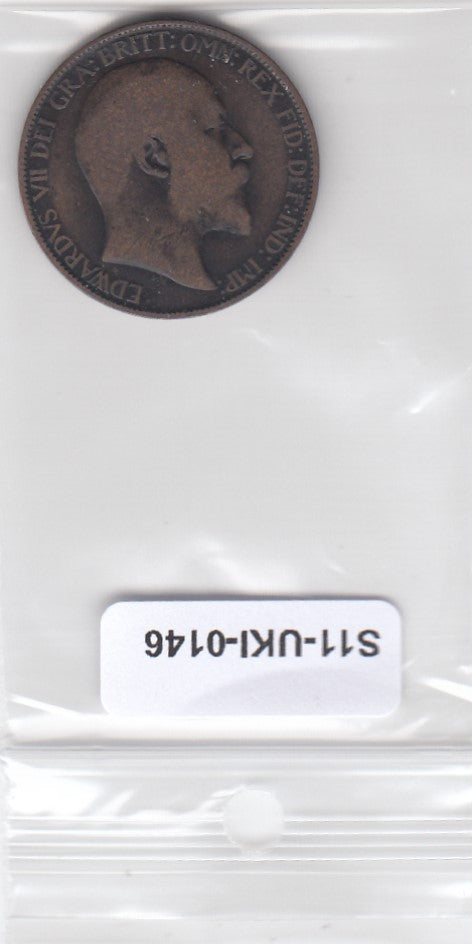 EDWARDVS VII DEI GRA: BRITT: OMN: REX FID: DEF: IND: IMP:
S11-UKI-0146